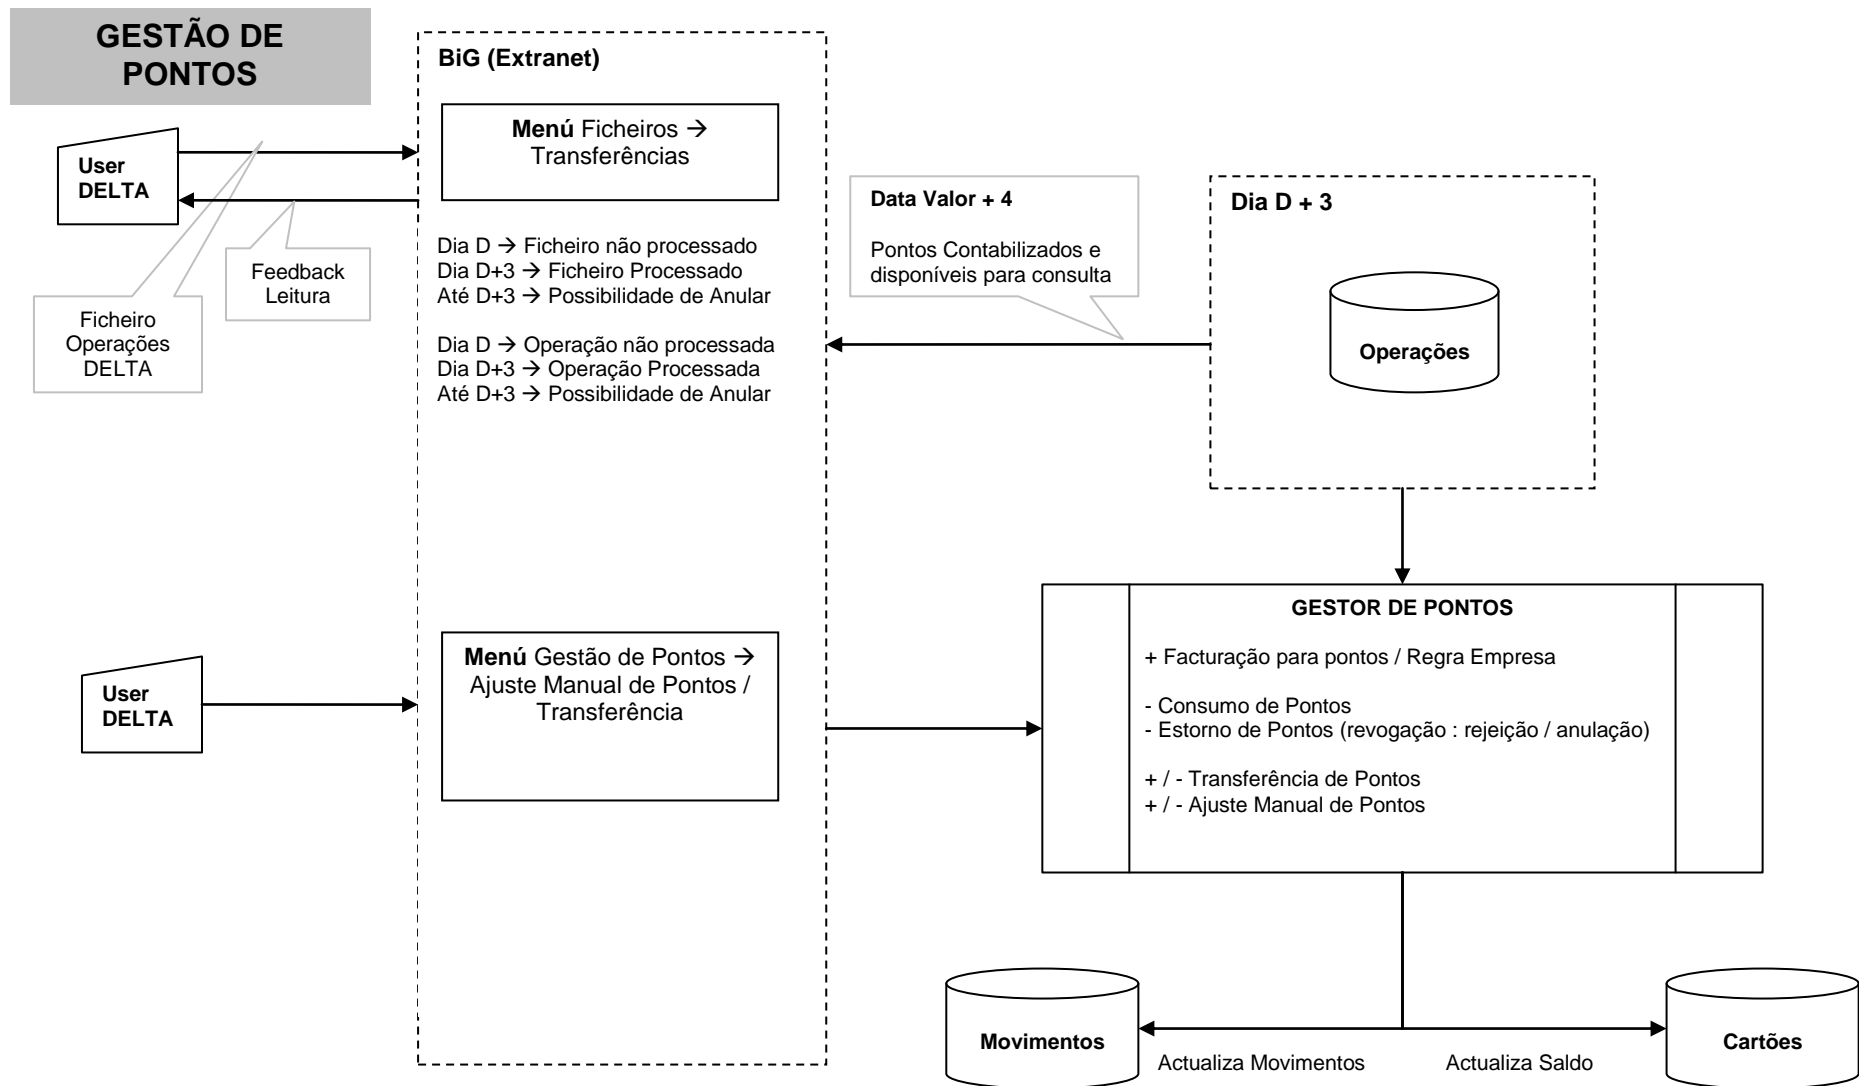 GESTÃO DE
PONTOS
BiG (Extranet)
Menú Ficheiros →
Transferências
User
DELTA
Feedback
Leitura
Ficheiro
Operações
DELTA
Dia D → Ficheiro não processado
Dia D+3 → Ficheiro Processado
Até D+3 → Possibilidade de Anular
Dia D → Operação não processada
Dia D+3 → Operação Processada
Até D+3 → Possibilidade de Anular
Data Valor + 4
Pontos Contabilizados e
disponíveis para consulta
Dia D + 3
Operações
User
DELTA
Menú Gestão de Pontos →
Ajuste Manual de Pontos /
Transferência
GESTOR DE PONTOS
+ Facturação para pontos / Regra Empresa
- Consumo de Pontos
- Estorno de Pontos (revogação : rejeição / anulação)
+ / - Transferência de Pontos
+ / - Ajuste Manual de Pontos
Movimentos
Actualiza Movimentos
Actualiza Saldo
Cartões